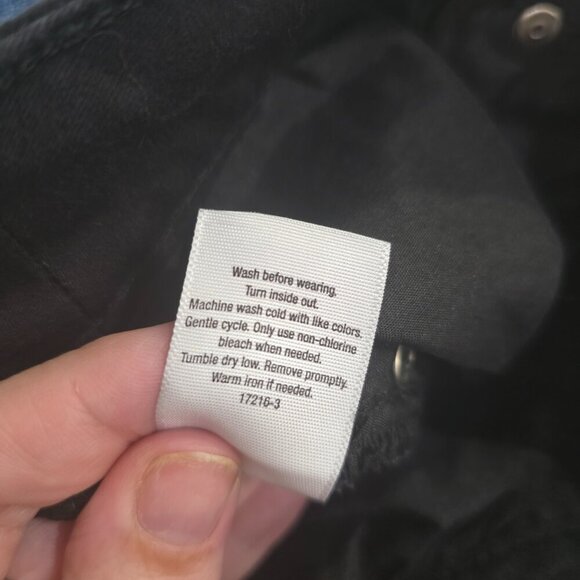 Wash before wearing.
Turn inside out.
Machine wash cold with like colors.
Gentle cycle. Only use non-chlorine
bleach when needed.
Tumble dry low. Remove promptly.
Warm iron if needed.
17216-3